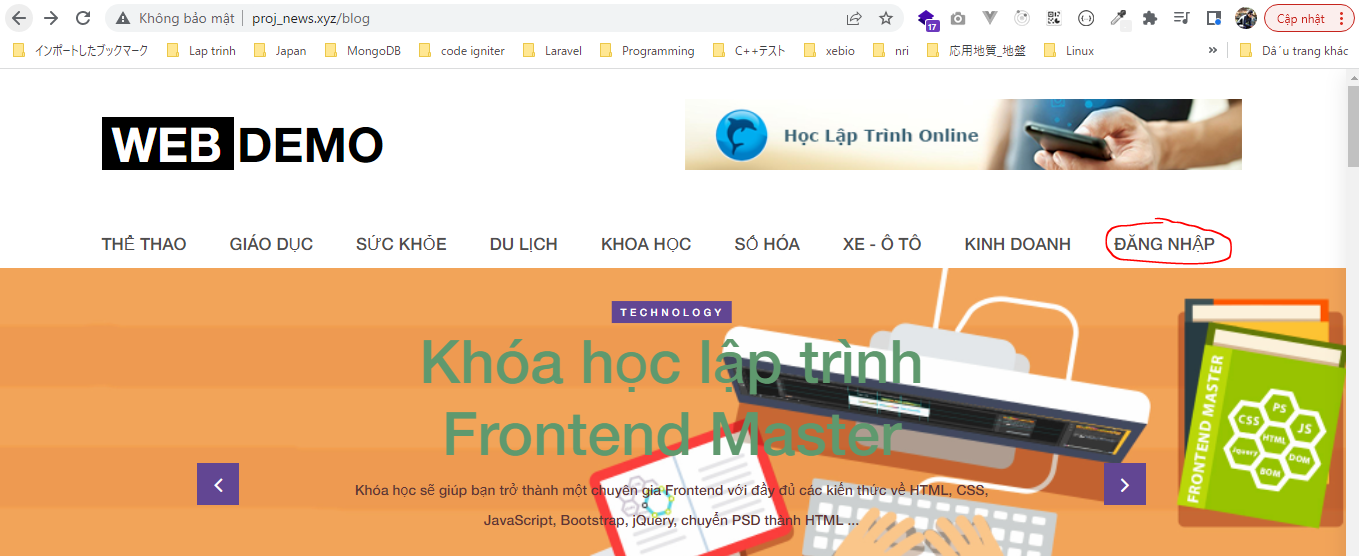 Không bảo mật | proj_news.xyz/blog
17
Cập nhật
インポートしたブックマーク Lap trinh Japan MongoDB code igniter Laravel Programming C++テスト xebio nri 応用地質_地盤 Linux » Dấu trang khác
WEB DEMO
Học Lập Trình Online
THỂ THAO GIÁO DỤC SỨC KHỎE DU LỊCH KHOA HỌC SỐ HÓA XE - Ô TÔ KINH DOANH ĐĂNG NHẬP
TECHNOLOGY
Khóa học lập trình
Frontend Master
Khóa học sẽ giúp bạn trở thành một chuyên gia Frontend với đầy đủ các kiến thức về HTML, CSS,
JavaScript, Bootstrap, jQuery, chuyển PSD thành HTML ...
FRONTEND MASTER
PS
CSS
JS
HTML
Jquery
DOM
BOM